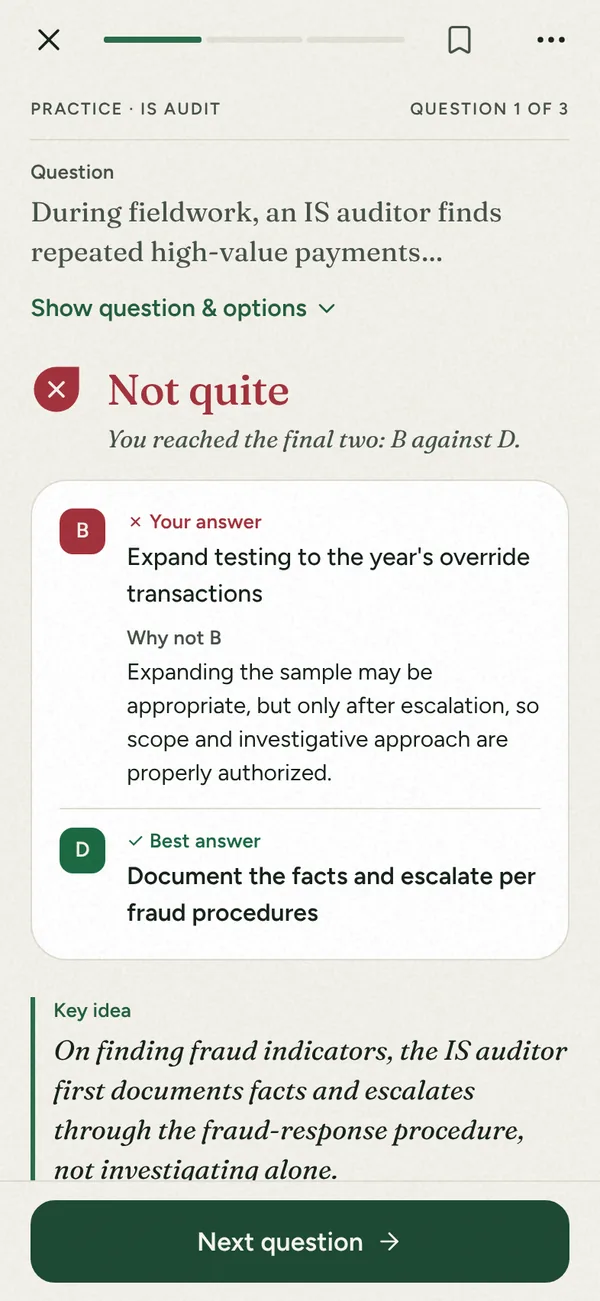 PRACTICE · IS AUDIT
QUESTION 1 OF 3
Question
During fieldwork, an IS auditor finds
repeated high-value payments...
Show question & options
Not quite
You reached the final two: B against D.
B
× Your answer
Expand testing to the year's override
transactions
Why not B
Expanding the sample may be
appropriate, but only after escalation, so
scope and investigative approach are
properly authorized.
D
✓ Best answer
Document the facts and escalate per
fraud procedures
Key idea
On finding fraud indicators, the IS auditor
first documents facts and escalates
through the fraud-response procedure,
not investigating alone.
Next question →